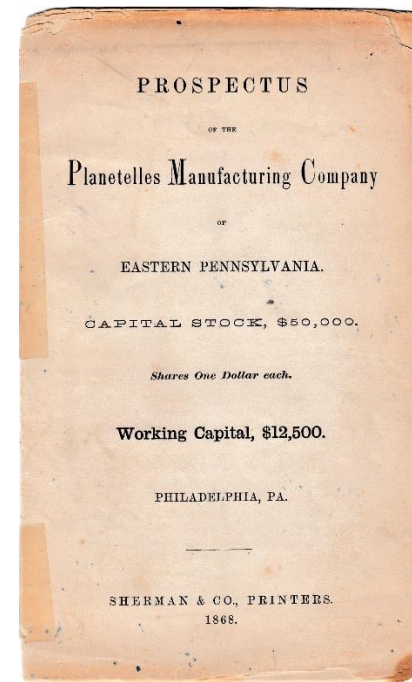 PROSPECTUS
OF THE
Planetelles Manufacturing Company
OF
EASTERN PENNSYLVANIA.
CAPITAL STOCK, $50,000.
Shares One Dollar each.
Working Capital, $12,500.
PHILADELPHIA, PA.
SHERMAN & CO., PRINTERS.
1868.